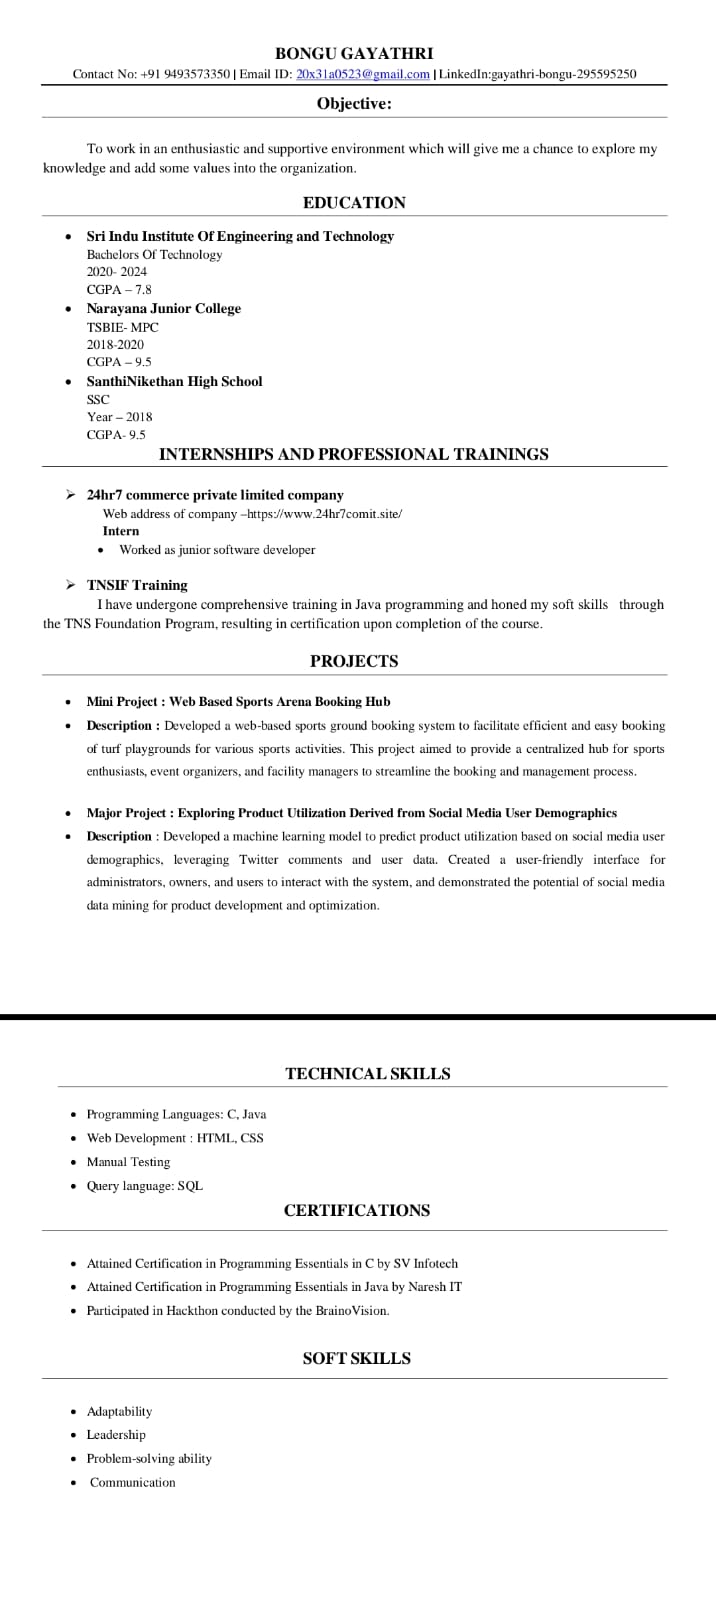 BONGU GAYATHRI
Contact No: +91 9493573350 | Email ID: 20x31a0523@gmail.com | LinkedIn:gayathri-bongu-295595250
Objective:
To work in an enthusiastic and supportive environment which will give me a chance to explore my
knowledge and add some values into the organization.
EDUCATION
• Sri Indu Institute Of Engineering and Technology
Bachelors Of Technology
2020- 2024
CGPA – 7.8
• Narayana Junior College
TSBIE- MPC
2018-2020
CGPA – 9.5
• SanthiNikethan High School
SSC
Year – 2018
CGPA- 9.5
INTERNSHIPS AND PROFESSIONAL TRAININGS
➢ 24hr7 commerce private limited company
Web address of company –https://www.24hr7comit.site/
Intern
• Worked as junior software developer
➢ TNSIF Training
I have undergone comprehensive training in Java programming and honed my soft skills through
the TNS Foundation Program, resulting in certification upon completion of the course.
PROJECTS
• Mini Project : Web Based Sports Arena Booking Hub
• Description : Developed a web-based sports ground booking system to facilitate efficient and easy booking
of turf playgrounds for various sports activities. This project aimed to provide a centralized hub for sports
enthusiasts, event organizers, and facility managers to streamline the booking and management process.
• Major Project : Exploring Product Utilization Derived from Social Media User Demographics
• Description : Developed a machine learning model to predict product utilization based on social media user
demographics, leveraging Twitter comments and user data. Created a user-friendly interface for
administrators, owners, and users to interact with the system, and demonstrated the potential of social media
data mining for product development and optimization.
TECHNICAL SKILLS
• Programming Languages: C, Java
• Web Development : HTML, CSS
• Manual Testing
• Query language: SQL
CERTIFICATIONS
• Attained Certification in Programming Essentials in C by SV Infotech
• Attained Certification in Programming Essentials in Java by Naresh IT
• Participated in Hackthon conducted by the BrainoVision.
SOFT SKILLS
• Adaptability
• Leadership
• Problem-solving ability
• Communication